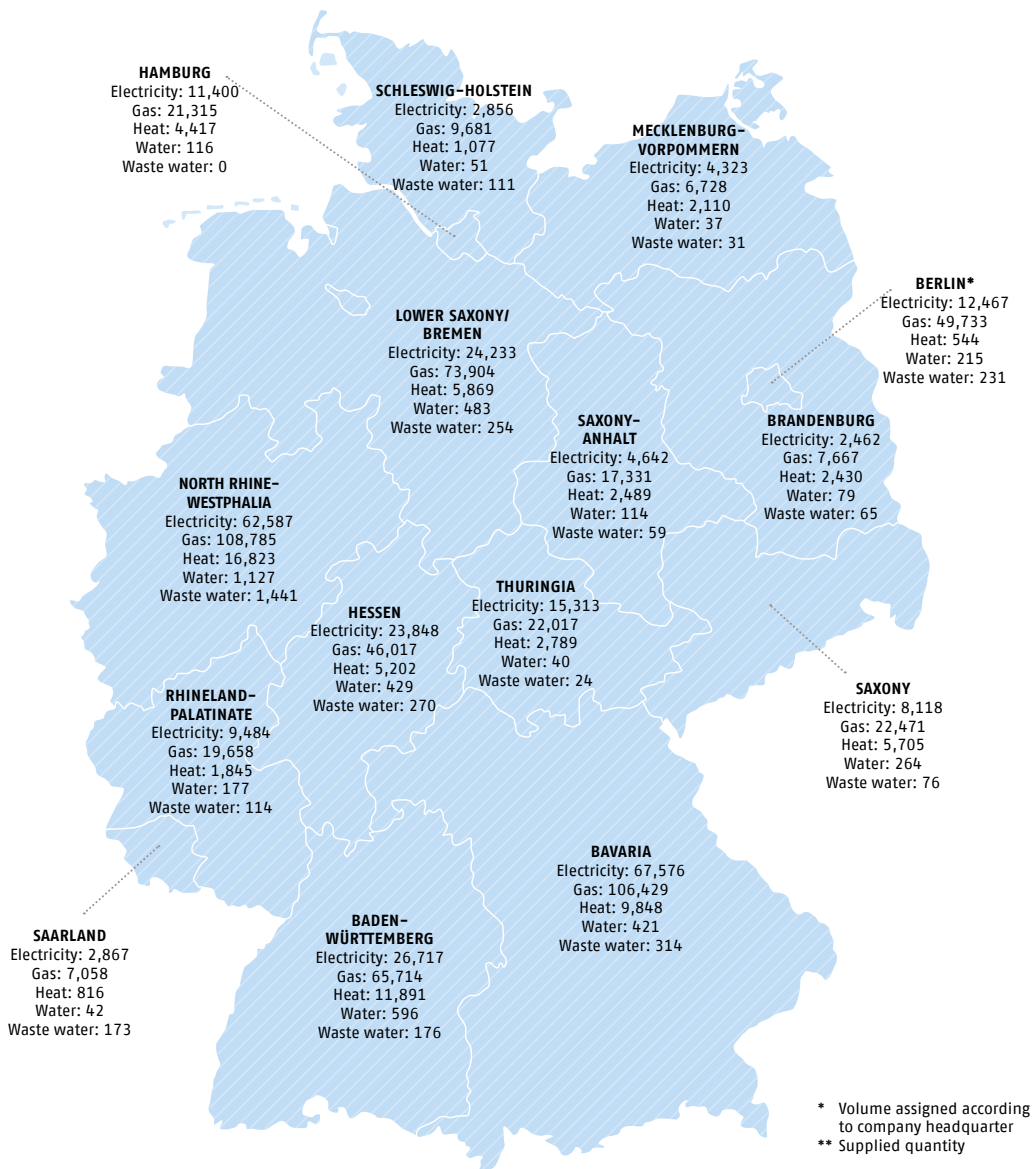 HAMBURG
Electricity: 11,400
Gas: 21,315
Heat: 4,417
Water: 116
Waste water: 0
SCHLESWIG-HOLSTEIN
Electricity: 2,856
Gas: 9,681
Heat: 1,077
Water: 51
Waste water: 111
MECKLENBURG-
VORPOMMERN
Electricity: 4,323
Gas: 6,728
Heat: 2,110
Water: 37
Waste water: 31
BERLIN*
Electricity: 12,467
Gas: 49,733
Heat: 544
Water: 215
Waste water: 231
LOWER SAXONY/
BREMEN
Electricity: 24,233
Gas: 73,904
Heat: 5,869
Water: 483
Waste water: 254
SAXONY-
ANHALT
Electricity: 4,642
Gas: 17,331
Heat: 2,489
Water: 114
Waste water: 59
BRANDENBURG
Electricity: 2,462
Gas: 7,667
Heat: 2,430
Water: 79
Waste water: 65
NORTH RHINE-
WESTPHALIA
Electricity: 62,587
Gas: 108,785
Heat: 16,823
Water: 1,127
Waste water: 1,441
HESSEN
Electricity: 23,848
Gas: 46,017
Heat: 5,202
Water: 429
Waste water: 270
THURINGIA
Electricity: 15,313
Gas: 22,017
Heat: 2,789
Water: 40
Waste water: 24
SAXONY
Electricity: 8,118
Gas: 22,471
Heat: 5,705
Water: 264
Waste water: 76
RHINELAND-
PALATINATE
Electricity: 9,484
Gas: 19,658
Heat: 1,845
Water: 177
Waste water: 114
BAVARIA
Electricity: 67,576
Gas: 106,429
Heat: 9,848
Water: 421
Waste water: 314
SAARLAND
Electricity: 2,867
Gas: 7,058
Heat: 816
Water: 42
Waste water: 173
BADEN-
WÜRTTEMBERG
Electricity: 26,717
Gas: 65,714
Heat: 11,891
Water: 596
Waste water: 176
* Volume assigned according
to company headquarter
** Supplied quantity